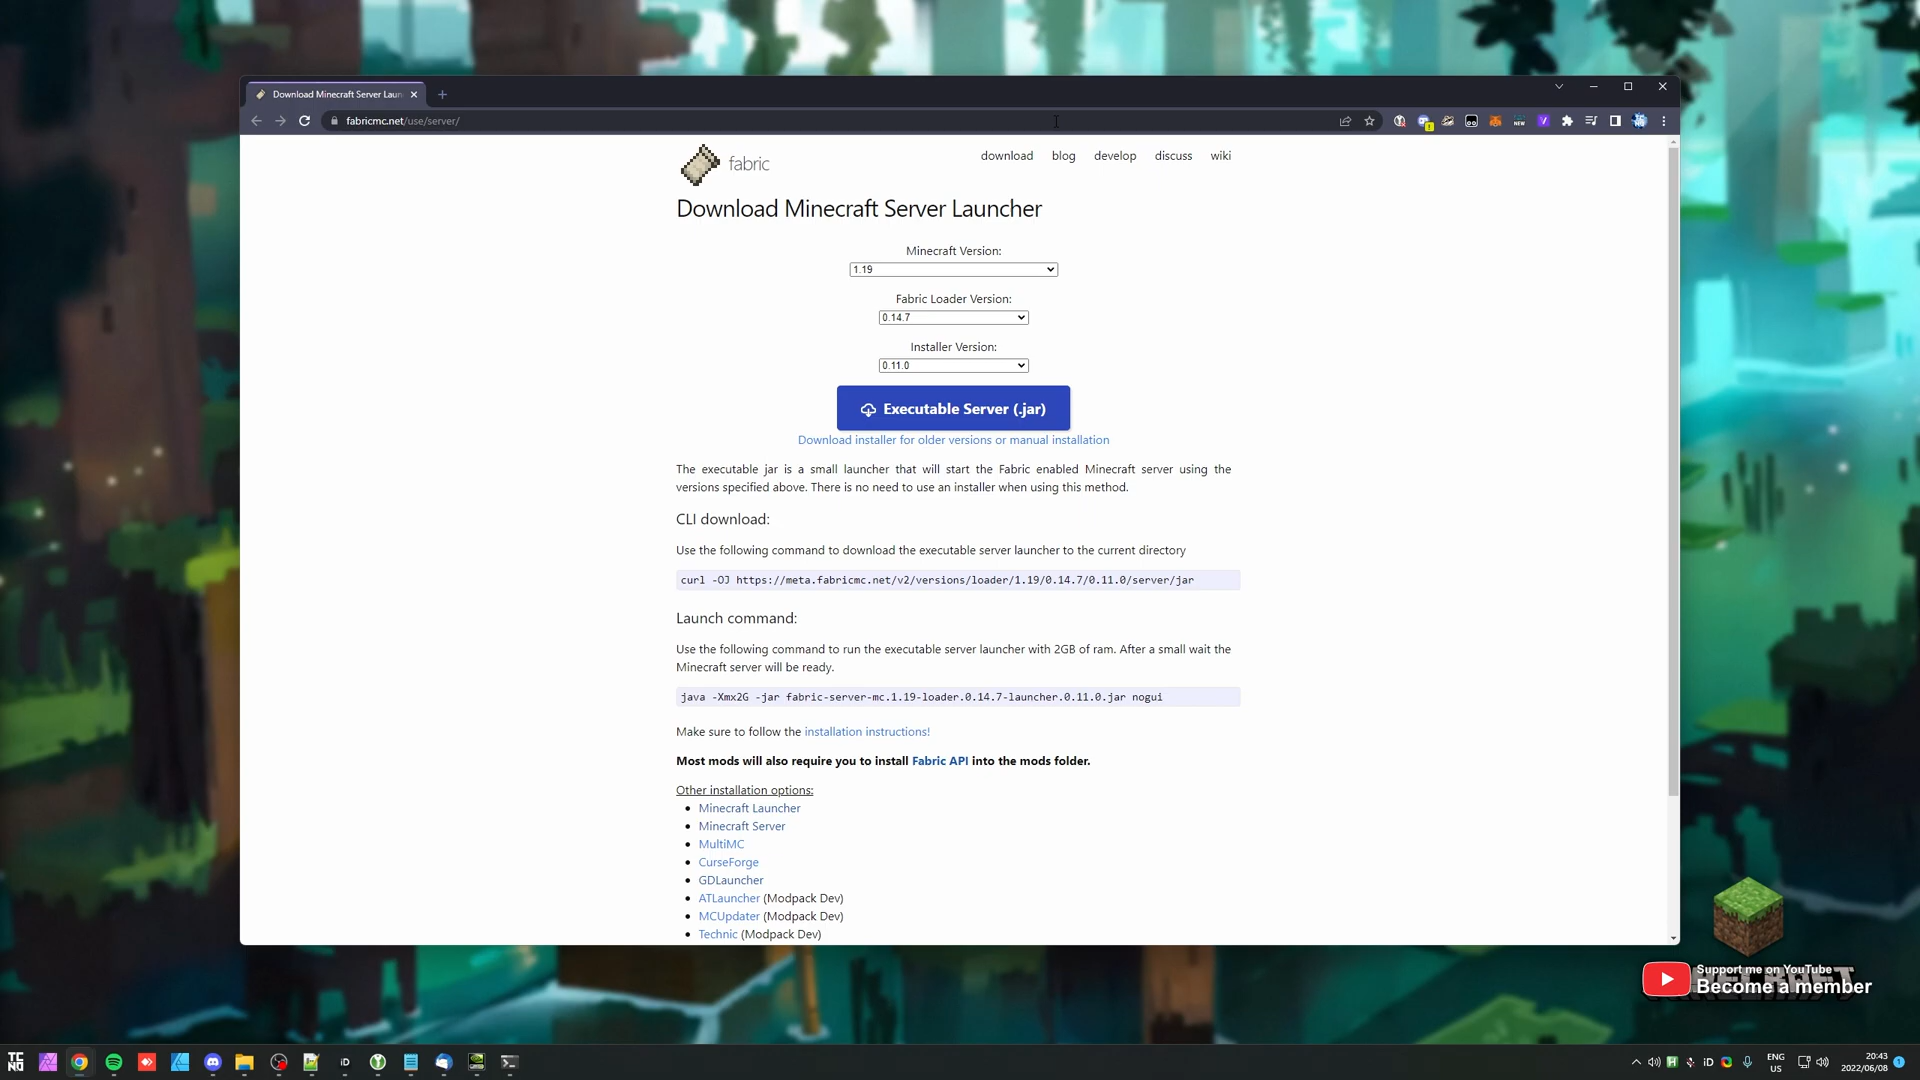 Download Minecraft Server Laun
fabricmc.net/use/server/
NEW
fabric
download blog develop discuss wiki
Download Minecraft Server Launcher
Minecraft Version:
1.19
Fabric Loader Version:
0.14.7
Installer Version:
0.11.0
Executable Server (.jar)
Download installer for older versions or manual installation
The executable jar is a small launcher that will start the Fabric enabled Minecraft server using the
versions specified above. There is no need to use an installer when using this method.
CLI download:
Use the following command to download the executable server launcher to the current directory
curl -OJ https://meta.fabricmc.net/v2/versions/loader/1.19/0.14.7/0.11.0/server/jar
Launch command:
Use the following command to run the executable server launcher with 2GB of ram. After a small wait the
Minecraft server will be ready.
java -Xmx2G -jar fabric-server-mc.1.19-loader.0.14.7-launcher.0.11.0.jar nogui
Make sure to follow the installation instructions!
Most mods will also require you to install Fabric API into the mods folder.
Other installation options:
Minecraft Launcher
Minecraft Server
MultiMC
CurseForge
GDLauncher
ATLauncher (Modpack Dev)
MCUpdater (Modpack Dev)
Technic (Modpack Dev)
Support me on YouTube
Become a member
TC
NO
iD
iD
ENG
US
20:43
2022/06/08
1